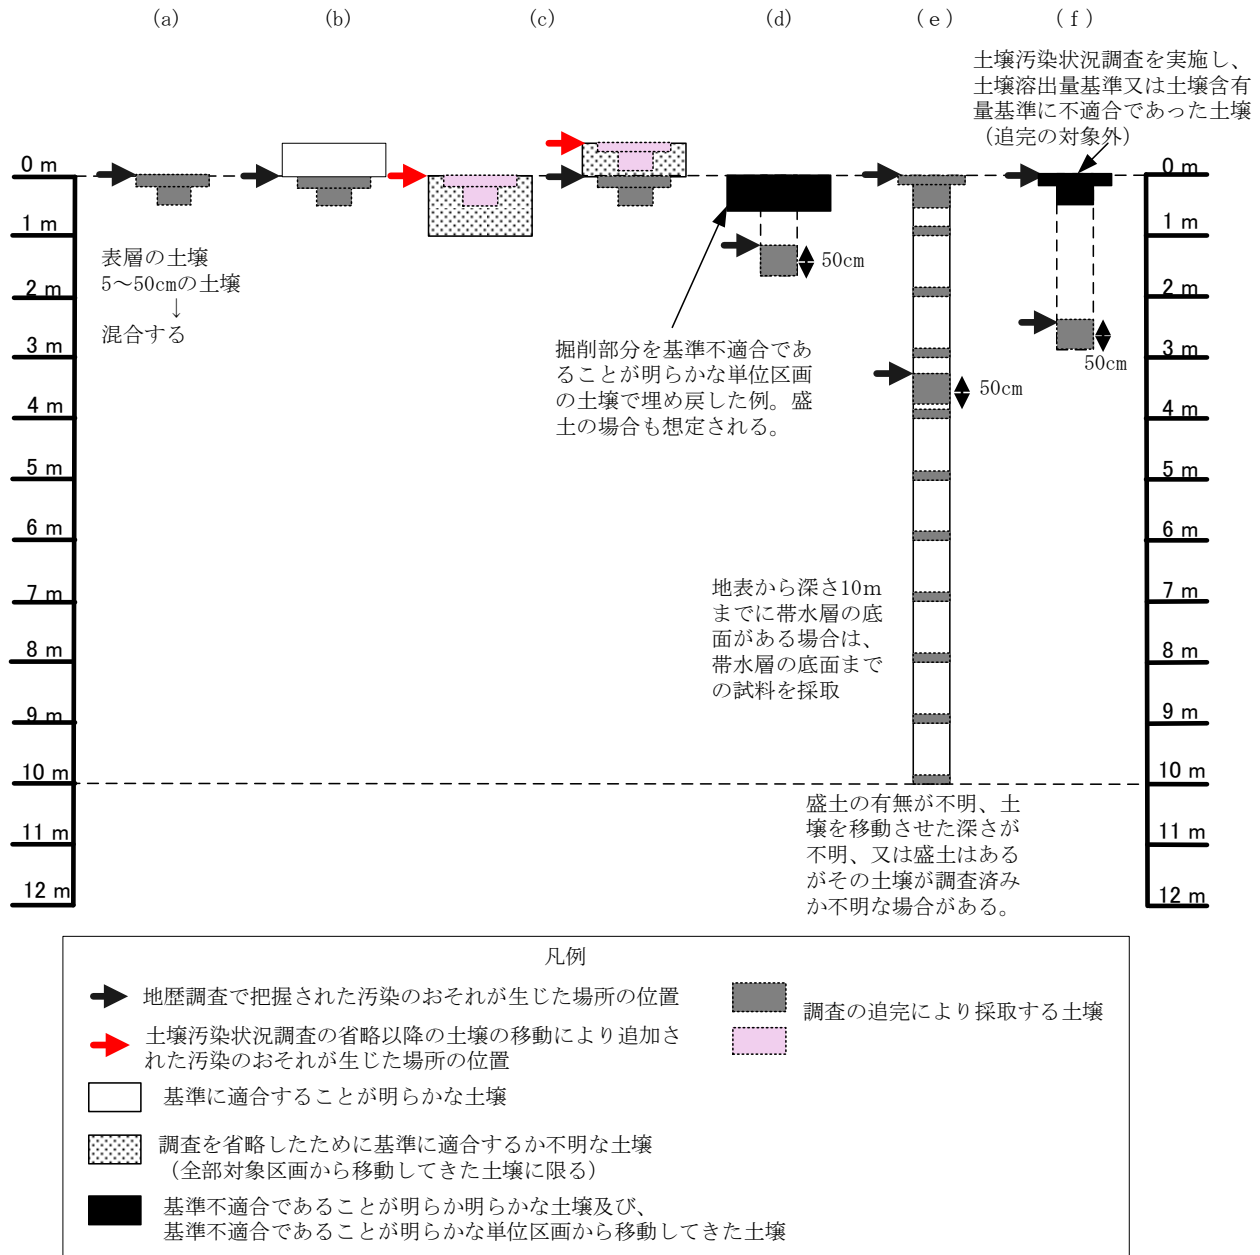 (a)
(b)
(c)
(d)
(e)
(f)
土壌汚染状況調査を実施し、
土壌溶出量基準又は土壌含有
量基準に不適合であった土壌
（追完の対象外）
0 m
1 m
2 m
3 m
4 m
5 m
6 m
7 m
8 m
9 m
10 m
11 m
12 m
0 m
1 m
2 m
3 m
4 m
5 m
6 m
7 m
8 m
9 m
10 m
11 m
12 m
表層の土壌
5～50cmの土壌
↓
混合する
50cm
掘削部分を基準不適合であ
ることが明らかな単位区画
の土壌で埋め戻した例。盛
土の場合も想定される。
50cm
50cm
地表から深さ10m
までに帯水層の底
面がある場合は、
帯水層の底面まで
の試料を採取
盛土の有無が不明、土
壌を移動させた深さが
不明、又は盛土はある
がその土壌が調査済み
か不明な場合がある。
凡例
地歴調査で把握された汚染のおそれが生じた場所の位置
土壌汚染状況調査の省略以降の土壌の移動により追加さ
れた汚染のおそれが生じた場所の位置
基準に適合することが明らかな土壌
調査を省略したために基準に適合するか不明な土壌
（全部対象区画から移動してきた土壌に限る）
基準不適合であることが明らか明らかな土壌及び、
基準不適合であることが明らかな単位区画から移動してきた土壌
調査の追完により採取する土壌